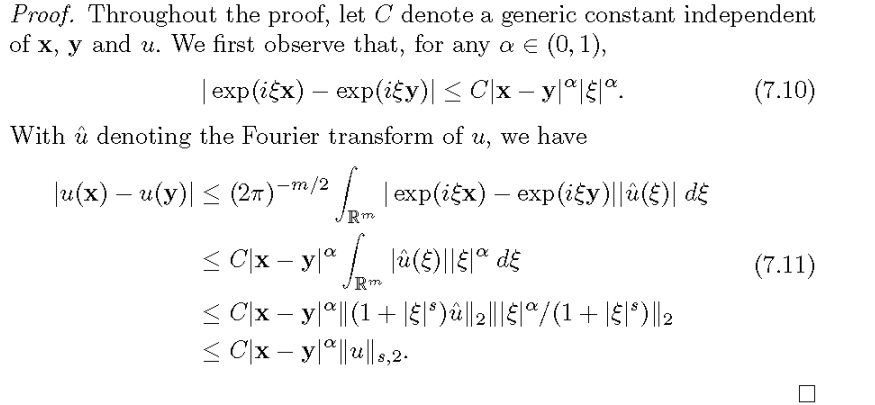 Proof. Throughout the proof, let C denote a generic constant independent
of x, y and u. We first observe that, for any α ∈ (0, 1),
| exp(iξx) − exp(iξy)| ≤ C|x − y|^α|ξ|^α. (7.10)
With û denoting the Fourier transform of u, we have
|u(x) − u(y)| ≤ (2π)^{−m/2} ∫_{ℝ^m} | exp(iξx) − exp(iξy)||û(ξ)| dξ
≤ C|x − y|^α ∫_{ℝ^m} |û(ξ)||ξ|^α dξ (7.11)
≤ C|x − y|^α‖(1 + |ξ|^s)û‖_2‖|ξ|^α/(1 + |ξ|^s)‖_2
≤ C|x − y|^α‖u‖_{s,2}.
□